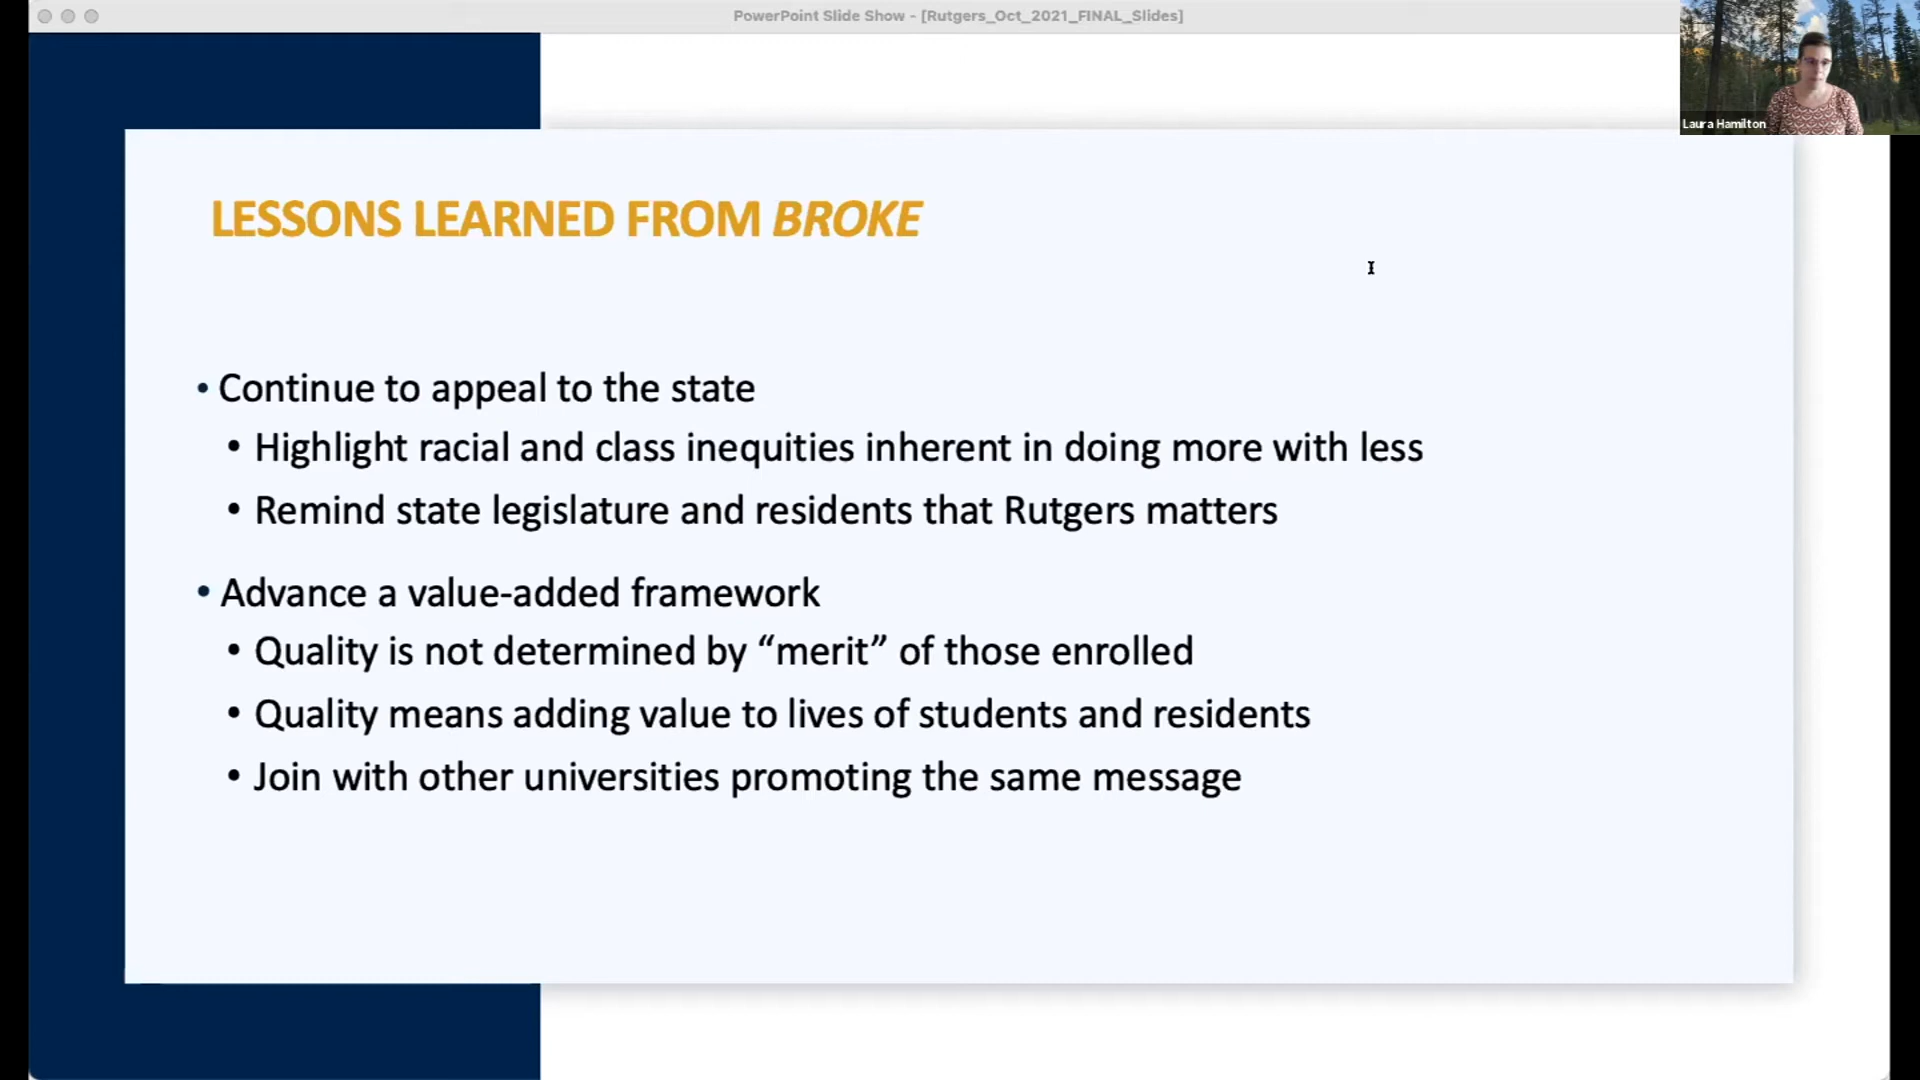 PowerPoint Slide Show - [Rutgers_Oct_2021_FINAL_Slides]
Laura Hamilton
LESSONS LEARNED FROM BROKE
• Continue to appeal to the state
• Highlight racial and class inequities inherent in doing more with less
• Remind state legislature and residents that Rutgers matters
• Advance a value-added framework
• Quality is not determined by “merit” of those enrolled
• Quality means adding value to lives of students and residents
• Join with other universities promoting the same message